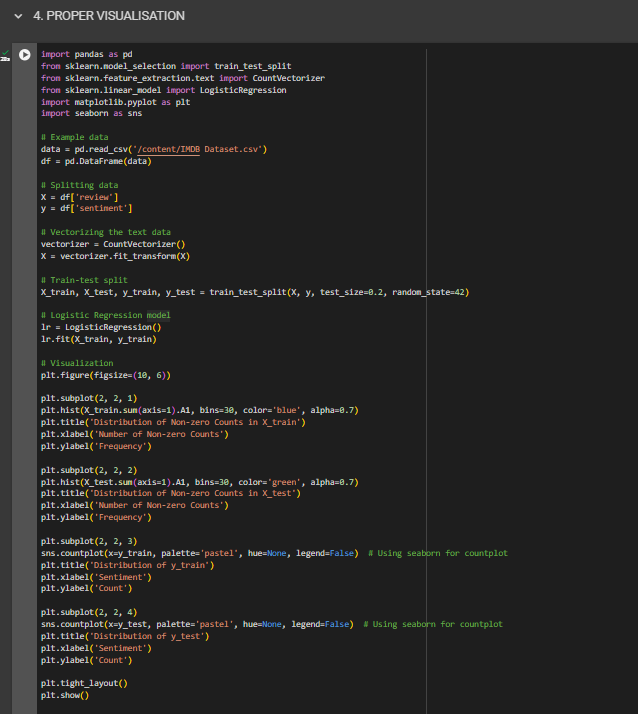 4. PROPER VISUALISATION
import pandas as pd
from sklearn.model_selection import train_test_split
from sklearn.feature_extraction.text import CountVectorizer
from sklearn.linear_model import LogisticRegression
import matplotlib.pyplot as plt
import seaborn as sns
# Example data
data = pd.read_csv('/content/IMDB Dataset.csv')
df = pd.DataFrame(data)
# Splitting data
X = df['review']
y = df['sentiment']
# Vectorizing the text data
vectorizer = CountVectorizer()
X = vectorizer.fit_transform(X)
# Train-test split
X_train, X_test, y_train, y_test = train_test_split(X, y, test_size=0.2, random_state=42)
# Logistic Regression model
lr = LogisticRegression()
lr.fit(X_train, y_train)
# Visualization
plt.figure(figsize=(10, 6))
plt.subplot(2, 2, 1)
plt.hist(X_train.sum(axis=1).A1, bins=30, color='blue', alpha=0.7)
plt.title('Distribution of Non-zero Counts in X_train')
plt.xlabel('Number of Non-zero Counts')
plt.ylabel('Frequency')
plt.subplot(2, 2, 2)
plt.hist(X_test.sum(axis=1).A1, bins=30, color='green', alpha=0.7)
plt.title('Distribution of Non-zero Counts in X_test')
plt.xlabel('Number of Non-zero Counts')
plt.ylabel('Frequency')
plt.subplot(2, 2, 3)
sns.countplot(x=y_train, palette='pastel', hue=None, legend=False)  # Using seaborn for countplot
plt.title('Distribution of y_train')
plt.xlabel('Sentiment')
plt.ylabel('Count')
plt.subplot(2, 2, 4)
sns.countplot(x=y_test, palette='pastel', hue=None, legend=False)  # Using seaborn for countplot
plt.title('Distribution of y_test')
plt.xlabel('Sentiment')
plt.ylabel('Count')
plt.tight_layout()
plt.show()